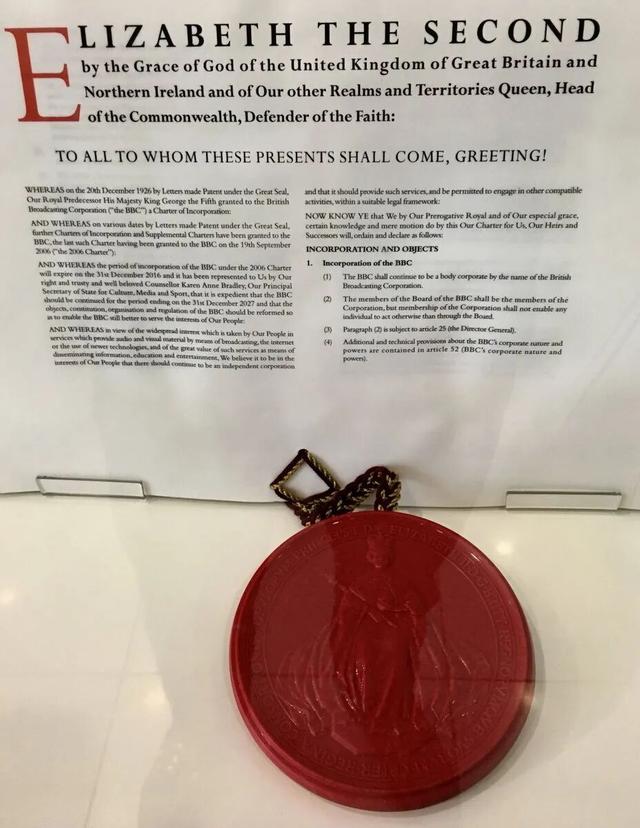 ELIZABETH THE SECOND
by the Grace of God of the United Kingdom of Great Britain and
Northern Ireland and of Our other Realms and Territories Queen, Head
of the Commonwealth, Defender of the Faith:
TO ALL TO WHOM THESE PRESENTS SHALL COME, GREETING!
WHEREAS on the 20th December 1926 by Letters made Patent under the Great Seal,
Our Royal Predecessor His Majesty King George the Fifth granted to the British
Broadcasting Corporation ("the BBC") a Charter of Incorporation:
AND WHEREAS on various dates by Letters made Patent under the Great Seal,
further Charters of Incorporation and Supplemental Charters have been granted to the
BBC, the last such Charter having been granted to the BBC on the 19th September
2006 ("the 2006 Charter"):
AND WHEREAS the period of incorporation of the BBC under the 2006 Charter
will expire on the 31st December 2016 and it has been represented to Us by Our
right and trusty and well beloved Counsellor Karen Anne Bradley, Our Principal
Secretary of State for Culture, Media and Sport, that it is expedient that the BBC
should be continued for the period ending on the 31st December 2027 and that the
objects, constitution, organisation and regulation of the BBC should be reformed so
as to enable the BBC still better to serve the interests of Our People:
AND WHEREAS in view of the widespread interest which is taken by Our People in
services which provide audio and visual material by means of broadcasting, the internet
or the use of newer technologies, and of the great value of such services as means of
disseminating information, education and entertainment, We believe it to be in the
interests of Our People that there should continue to be an independent corporation
and that it should provide such services, and be permitted to engage in other compatible
activities, within a suitable legal framework:
NOW KNOW YE that We by Our Prerogative Royal and of Our especial grace,
certain knowledge and mere motion do by this Our Charter for Us, Our Heirs and
Successors will, ordain and declare as follows:
INCORPORATION AND OBJECTS
1. Incorporation of the BBC
(1) The BBC shall continue to be a body corporate by the name of the British
Broadcasting Corporation.
(2) The members of the Board of the BBC shall be the members of the
Corporation, but membership of the Corporation shall not enable any
individual to act otherwise than through the Board.
(3) Paragraph (2) is subject to article 25 (the Director General).
(4) Additional and technical provisions about the BBC's corporate nature and
powers are contained in article 52 (BBC's corporate nature and
powers).